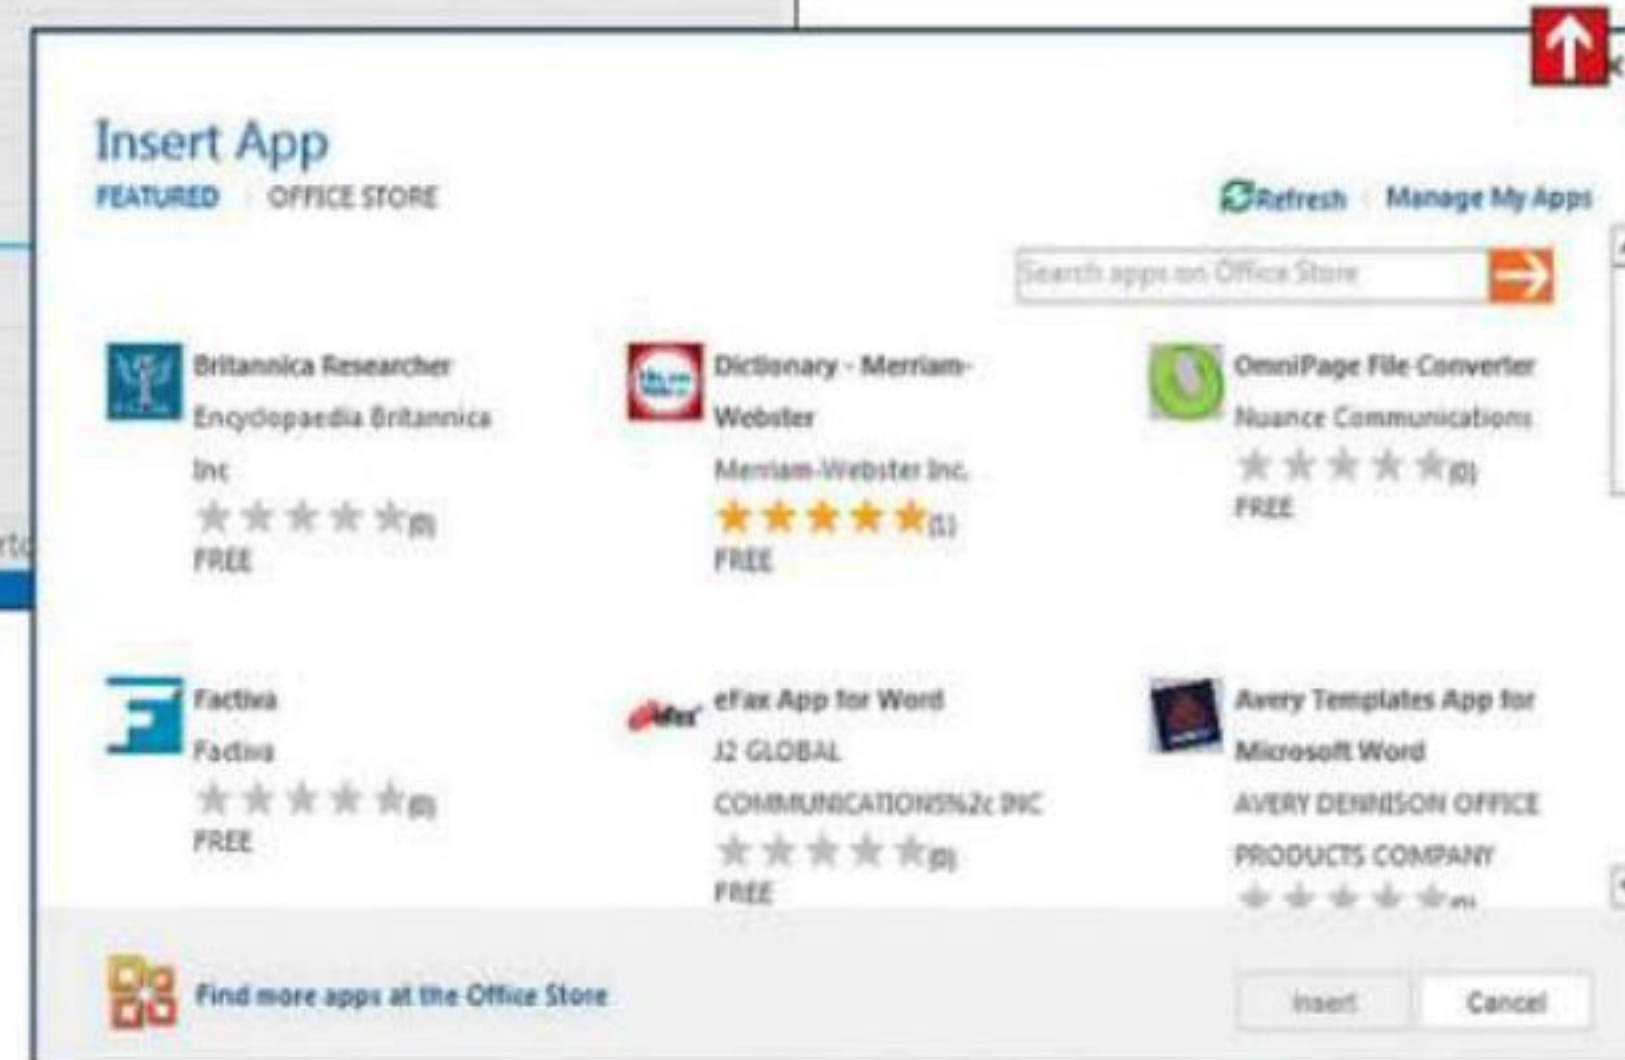 Insert App
FEATURED
OFFICE STORE
Refresh
Manage My Apps
Search apps on Office Store
Britannica Researcher
Encyclopaedia Britannica
Inc
(0)
FREE
Dictionary - Merriam-
Webster
Merriam-Webster Inc.
(1)
FREE
OmniPage File Converter
Nuance Communications
(0)
FREE
Factiva
Factiva
(0)
FREE
eFax
eFax App for Word
J2 GLOBAL
COMMUNICATIONS%2c INC
(0)
FREE
Avery Templates App for
Microsoft Word
AVERY DENNISON OFFICE
PRODUCTS COMPANY
Find more apps at the Office Store
Insert
Cancel